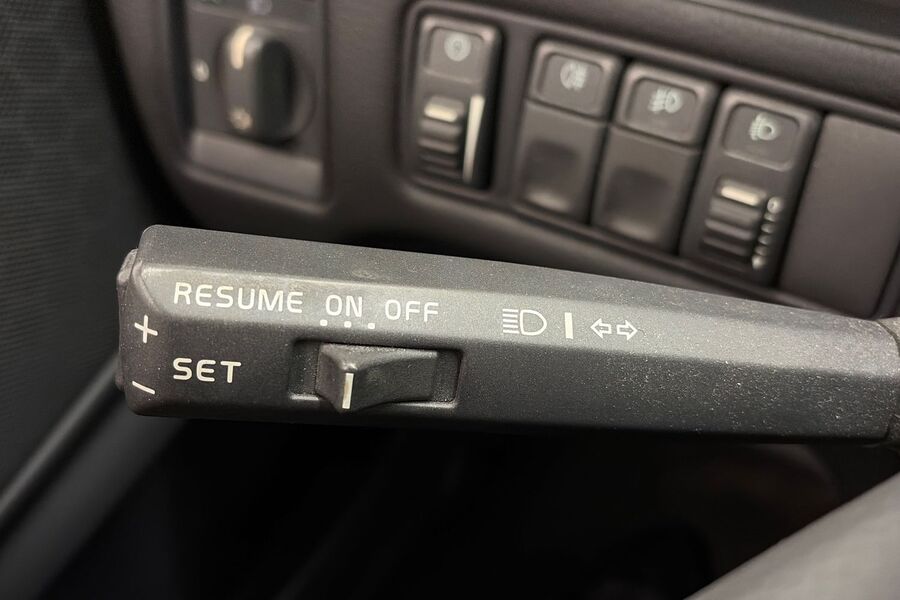 RESUME ON OFF
+
SET
−